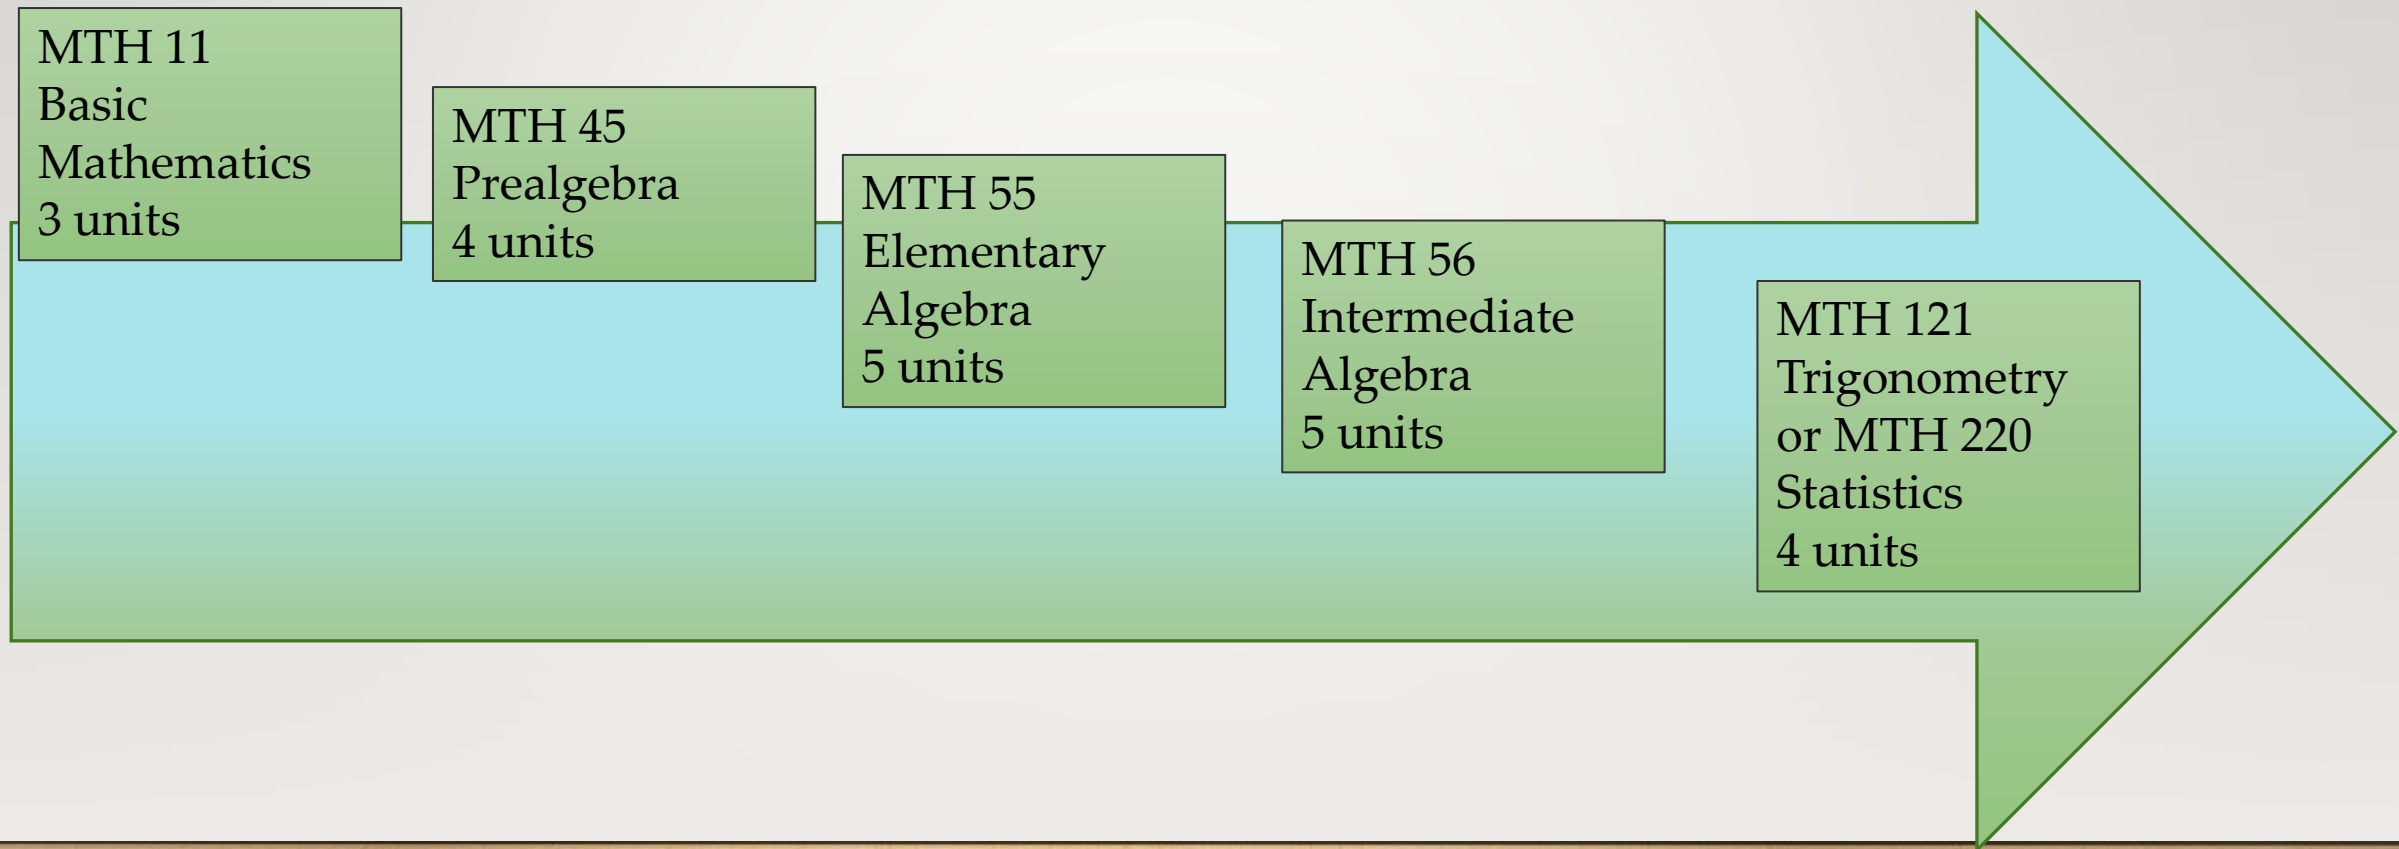 MTH 11
Basic
Mathematics
3 units
MTH 45
Prealgebra
4 units
MTH 55
Elementary
Algebra
5 units
MTH 56
Intermediate
Algebra
5 units
MTH 121
Trigonometry
or MTH 220
Statistics
4 units